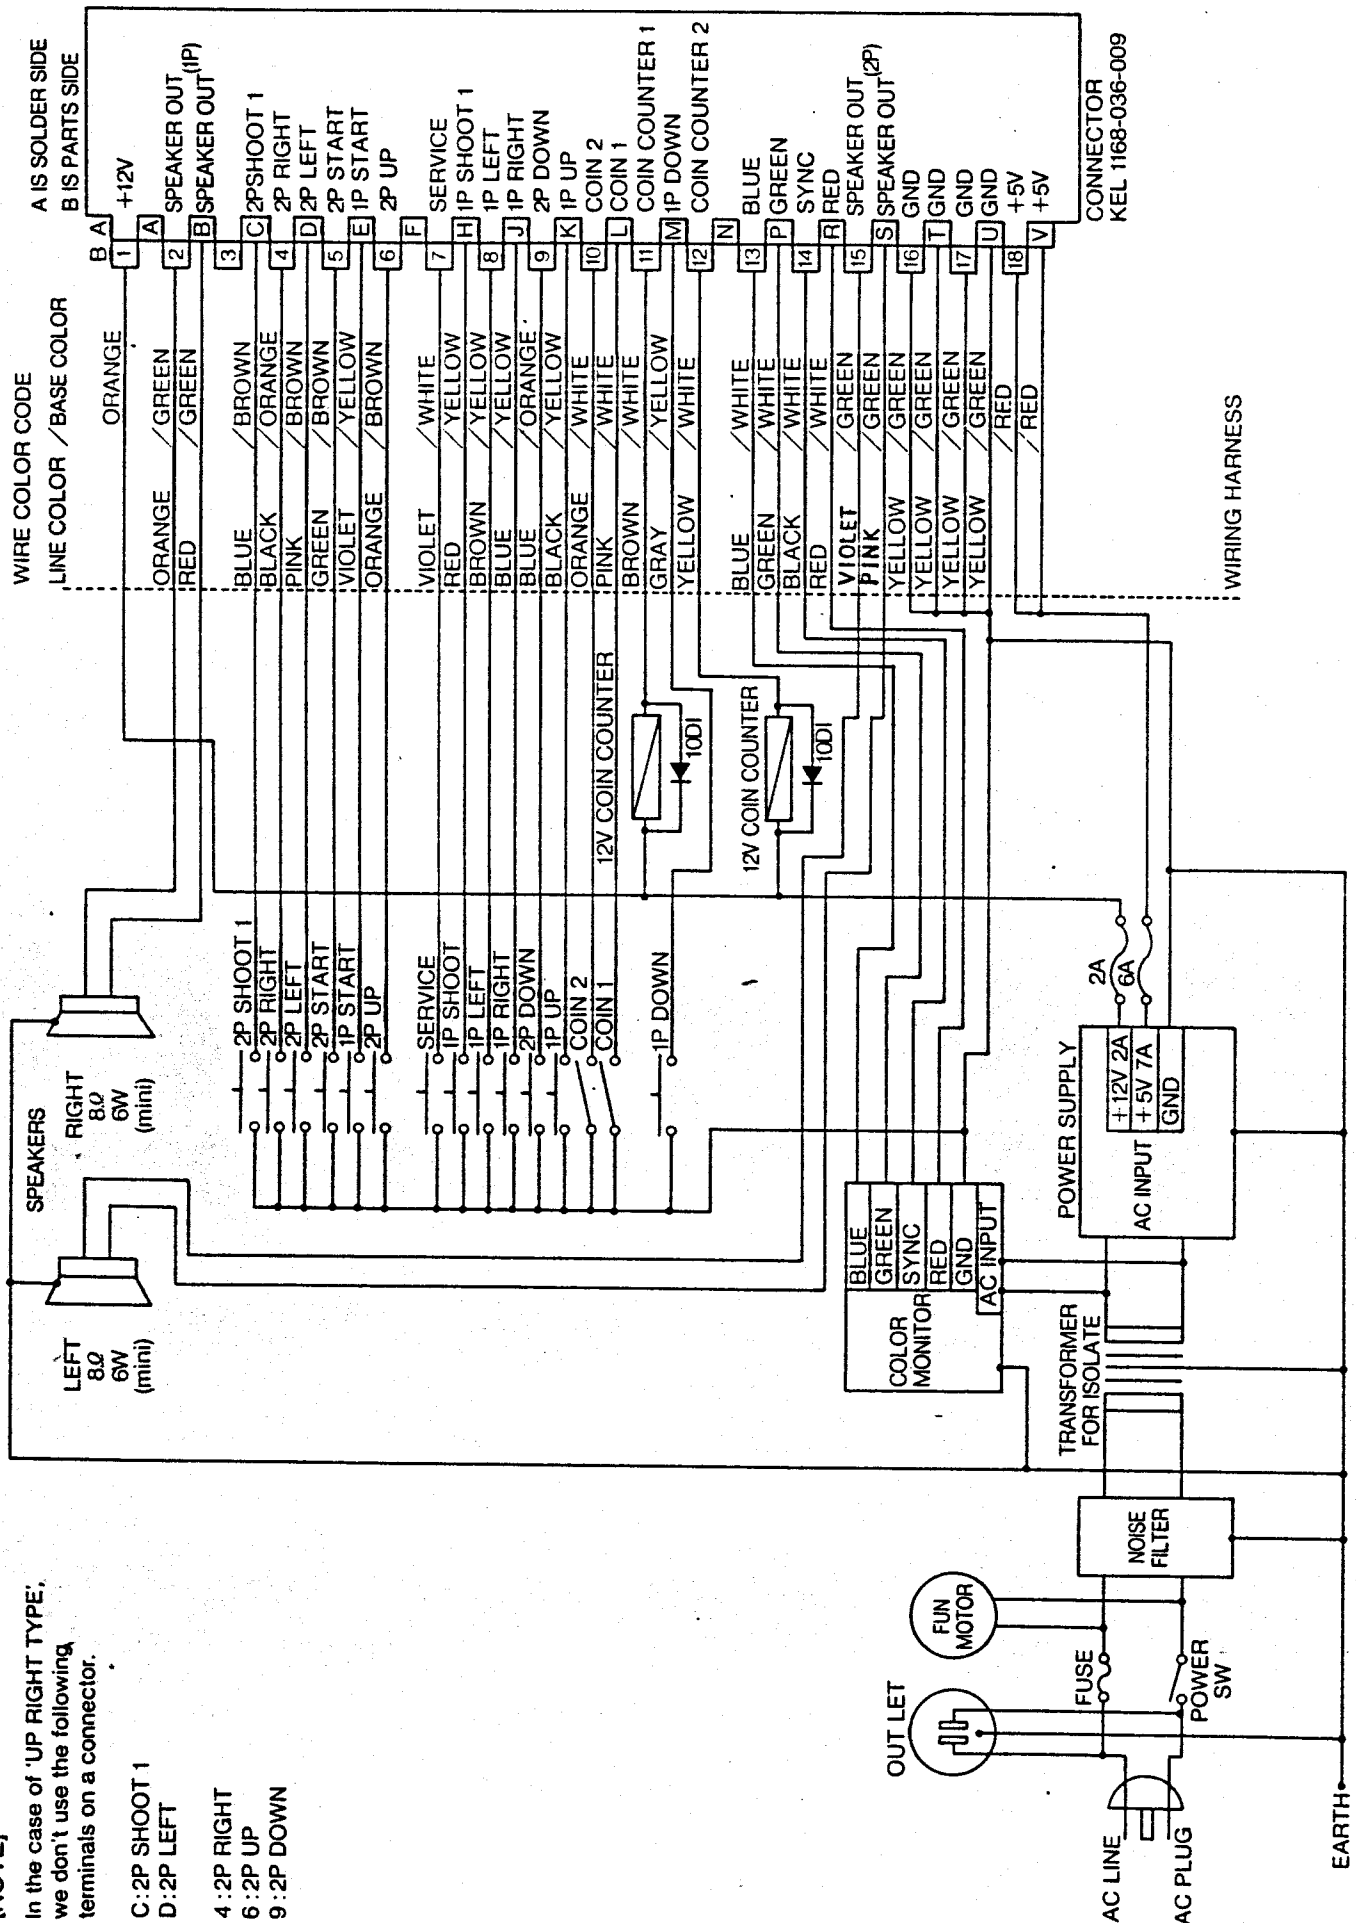 A IS SOLDER SIDE
B IS PARTS SIDE
WIRE COLOR CODE
LINE COLOR / BASE COLOR
B A
1 +12V
A
2 SPEAKER OUT
B SPEAKER OUT (1P)
3
C 2PSHOOT 1
4 2P RIGHT
D 2P LEFT
5 2P START
E 1P START
6 2P UP
F
7 SERVICE
H 1P SHOOT 1
8 1P LEFT
J 1P RIGHT
9 2P DOWN
K 1P UP
10 COIN 2
L COIN 1
11 COIN COUNTER 1
M 1P DOWN
12 COIN COUNTER 2
N
13 BLUE
P GREEN
14 SYNC
R RED
15 SPEAKER OUT
S SPEAKER OUT (2P)
16 GND
T GND
17 GND
U GND
18 +5V
V +5V
CONNECTOR
KEL 1168-036-009
ORANGE
ORANGE /GREEN
RED /GREEN
BLUE /BROWN
BLACK /ORANGE
PINK /BROWN
GREEN /BROWN
VIOLET /YELLOW
ORANGE /BROWN
VIOLET /WHITE
RED /YELLOW
BROWN /YELLOW
BLUE /YELLOW
BLUE /ORANGE
BLACK /YELLOW
ORANGE /WHITE
PINK /WHITE
BROWN /WHITE
GRAY /YELLOW
YELLOW /WHITE
BLUE /WHITE
GREEN /WHITE
BLACK /WHITE
RED /WHITE
VIOLET /GREEN
PINK /GREEN
YELLOW /GREEN
YELLOW /GREEN
YELLOW /GREEN
YELLOW /GREEN
/RED
/RED
WIRING HARNESS
12V COIN COUNTER
10D1
12V COIN COUNTER
10D1
SPEAKERS
RIGHT
8Ω
6W
(mini)
LEFT
8Ω
6W
(mini)
2P SHOOT 1
2P RIGHT
2P LEFT
2P START
1P START
2P UP
SERVICE
1P SHOOT
1P LEFT
1P RIGHT
2P DOWN
1P UP
COIN 2
COIN 1
1P DOWN
2A
6A
POWER SUPPLY
+12V 2A
+5V 7A
GND
AC INPUT
BLUE
GREEN
SYNC
RED
GND
AC INPUT
COLOR
MONITOR
TRANSFORMER
FOR ISOLATE
NOISE
FILTER
FUN
MOTOR
FUSE
POWER
SW
OUT LET
AC LINE
AC PLUG
EARTH
In the case of 'UP RIGHT TYPE',
we don't use the following
terminals on a connector.
C:2P SHOOT 1
D:2P LEFT
4:2P RIGHT
6:2P UP
9:2P DOWN